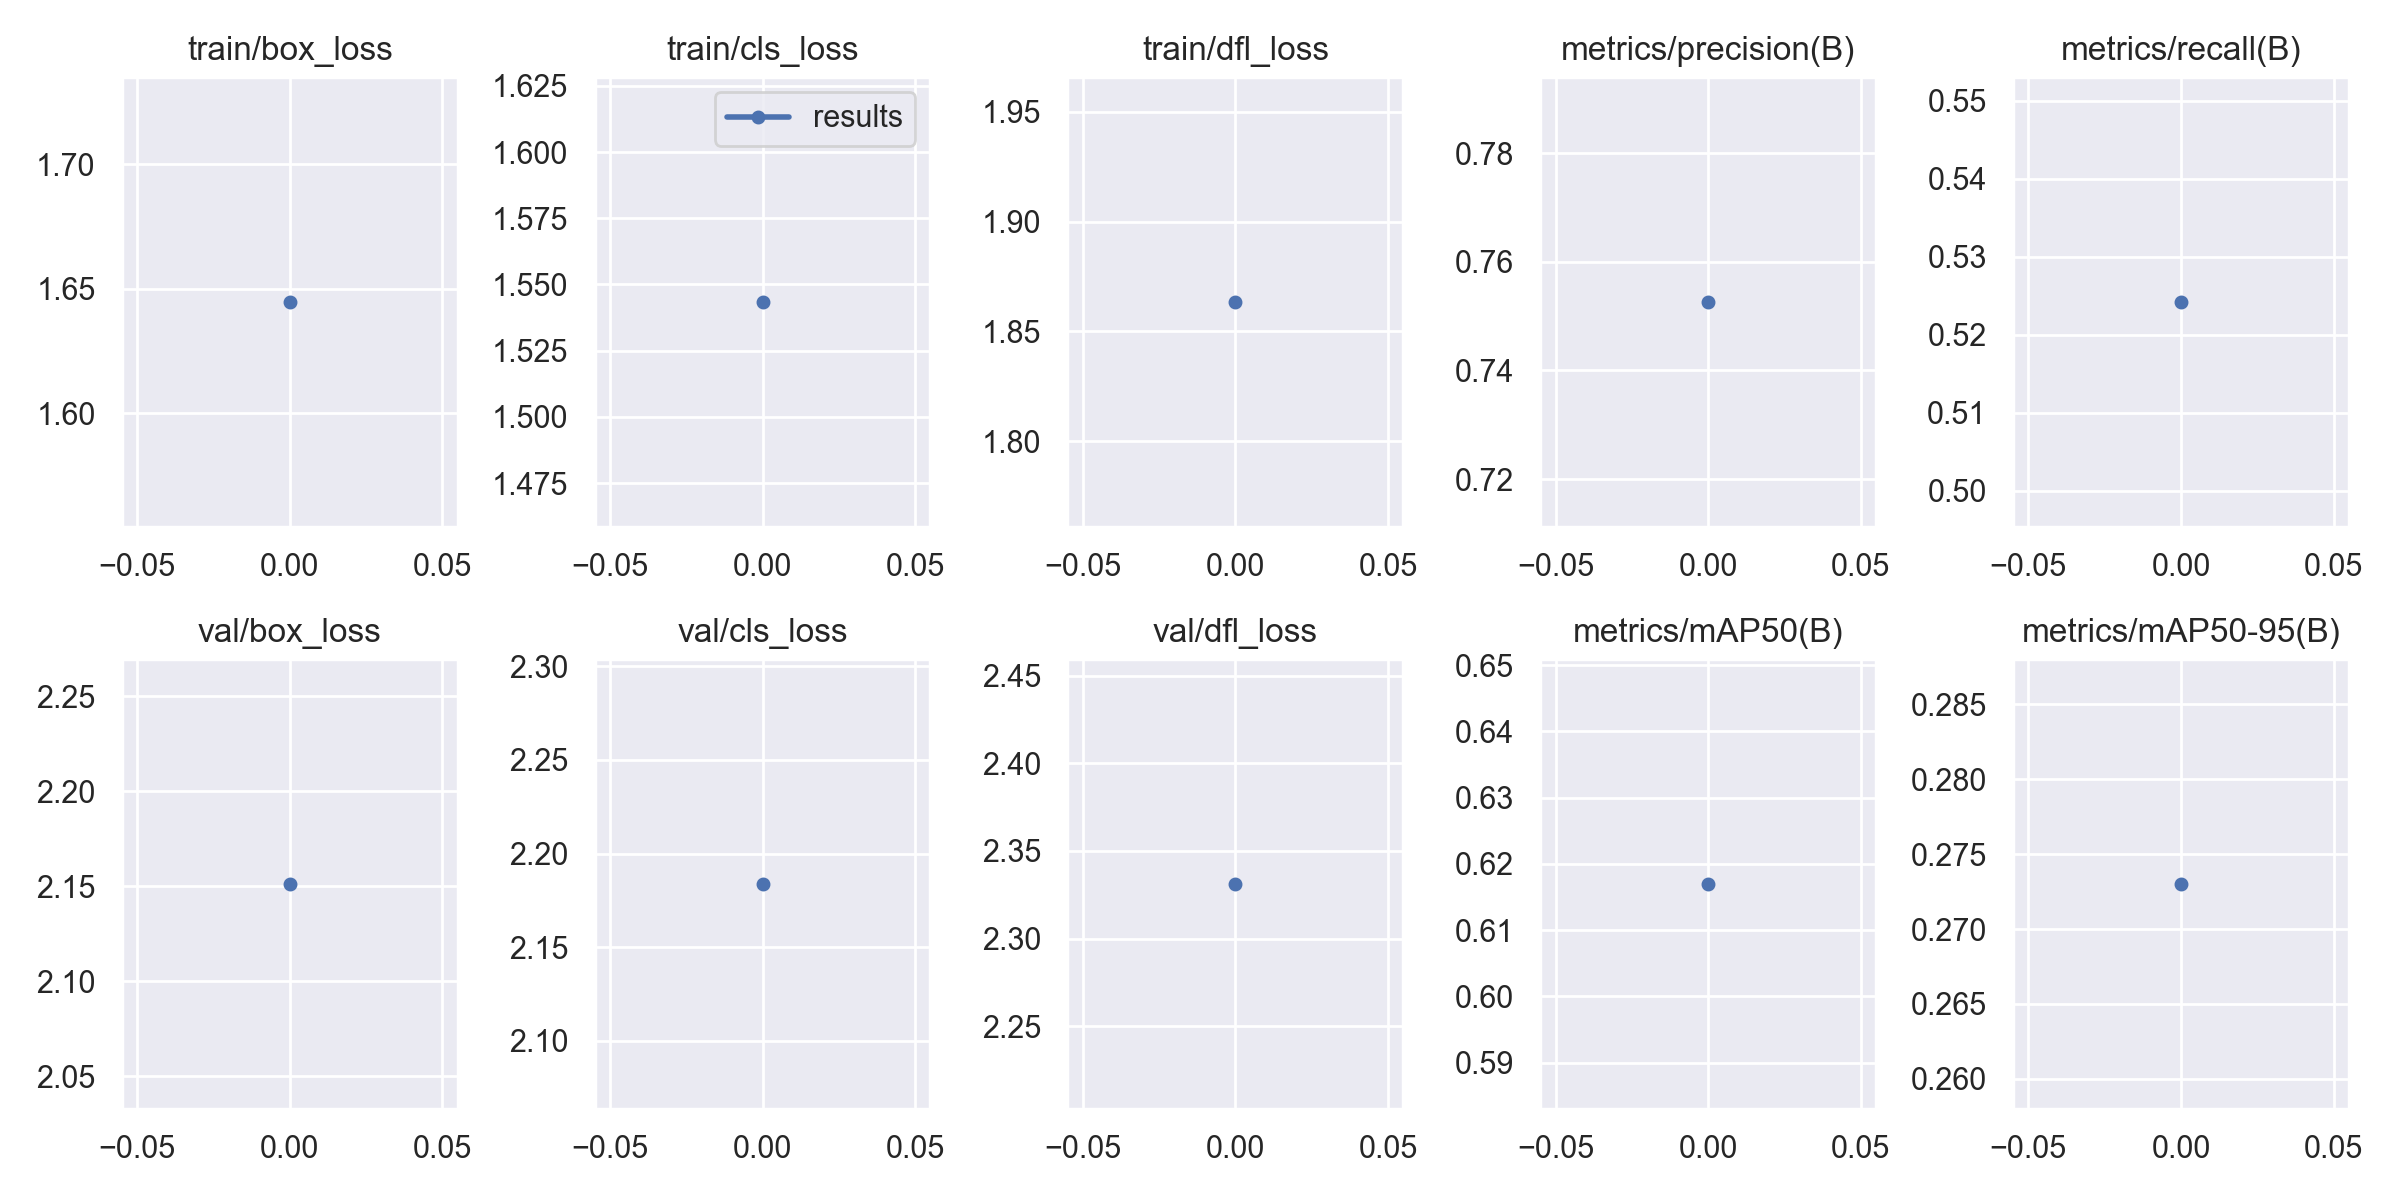 train/box_loss
1.70
1.65
1.60
−0.05 0.00 0.05
train/cls_loss
results
1.625
1.600
1.575
1.550
1.525
1.500
1.475
−0.05 0.00 0.05
train/dfl_loss
1.95
1.90
1.85
1.80
−0.05 0.00 0.05
metrics/precision(B)
0.78
0.76
0.74
0.72
−0.05 0.00 0.05
metrics/recall(B)
0.55
0.54
0.53
0.52
0.51
0.50
−0.05 0.00 0.05
val/box_loss
2.25
2.20
2.15
2.10
2.05
−0.05 0.00 0.05
val/cls_loss
2.30
2.25
2.20
2.15
2.10
−0.05 0.00 0.05
val/dfl_loss
2.45
2.40
2.35
2.30
2.25
−0.05 0.00 0.05
metrics/mAP50(B)
0.65
0.64
0.63
0.62
0.61
0.60
0.59
−0.05 0.00 0.05
metrics/mAP50-95(B)
0.285
0.280
0.275
0.270
0.265
0.260
−0.05 0.00 0.05